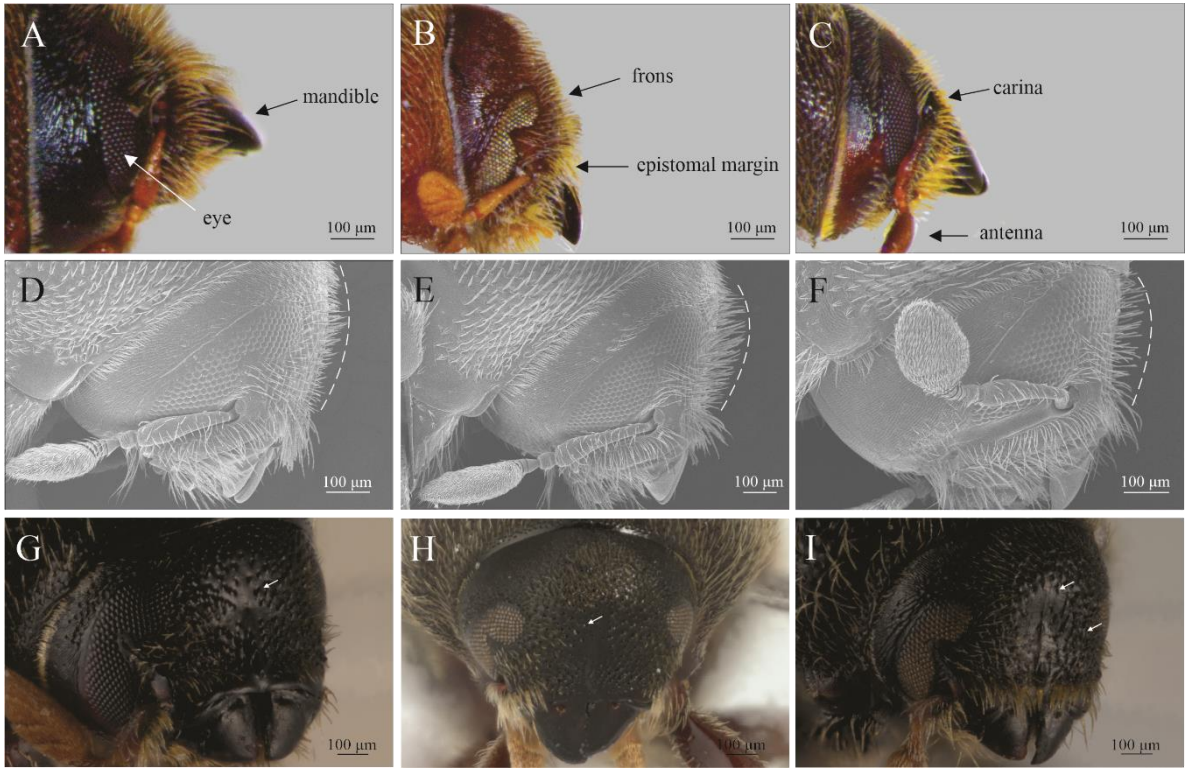 A
mandible
eye
100 μm
B
frons
epistomal margin
100 μm
C
carina
antenna
100 μm
D
100 μm
E
100 μm
F
100 μm
G
100 μm
H
100 μm
I
100 μm